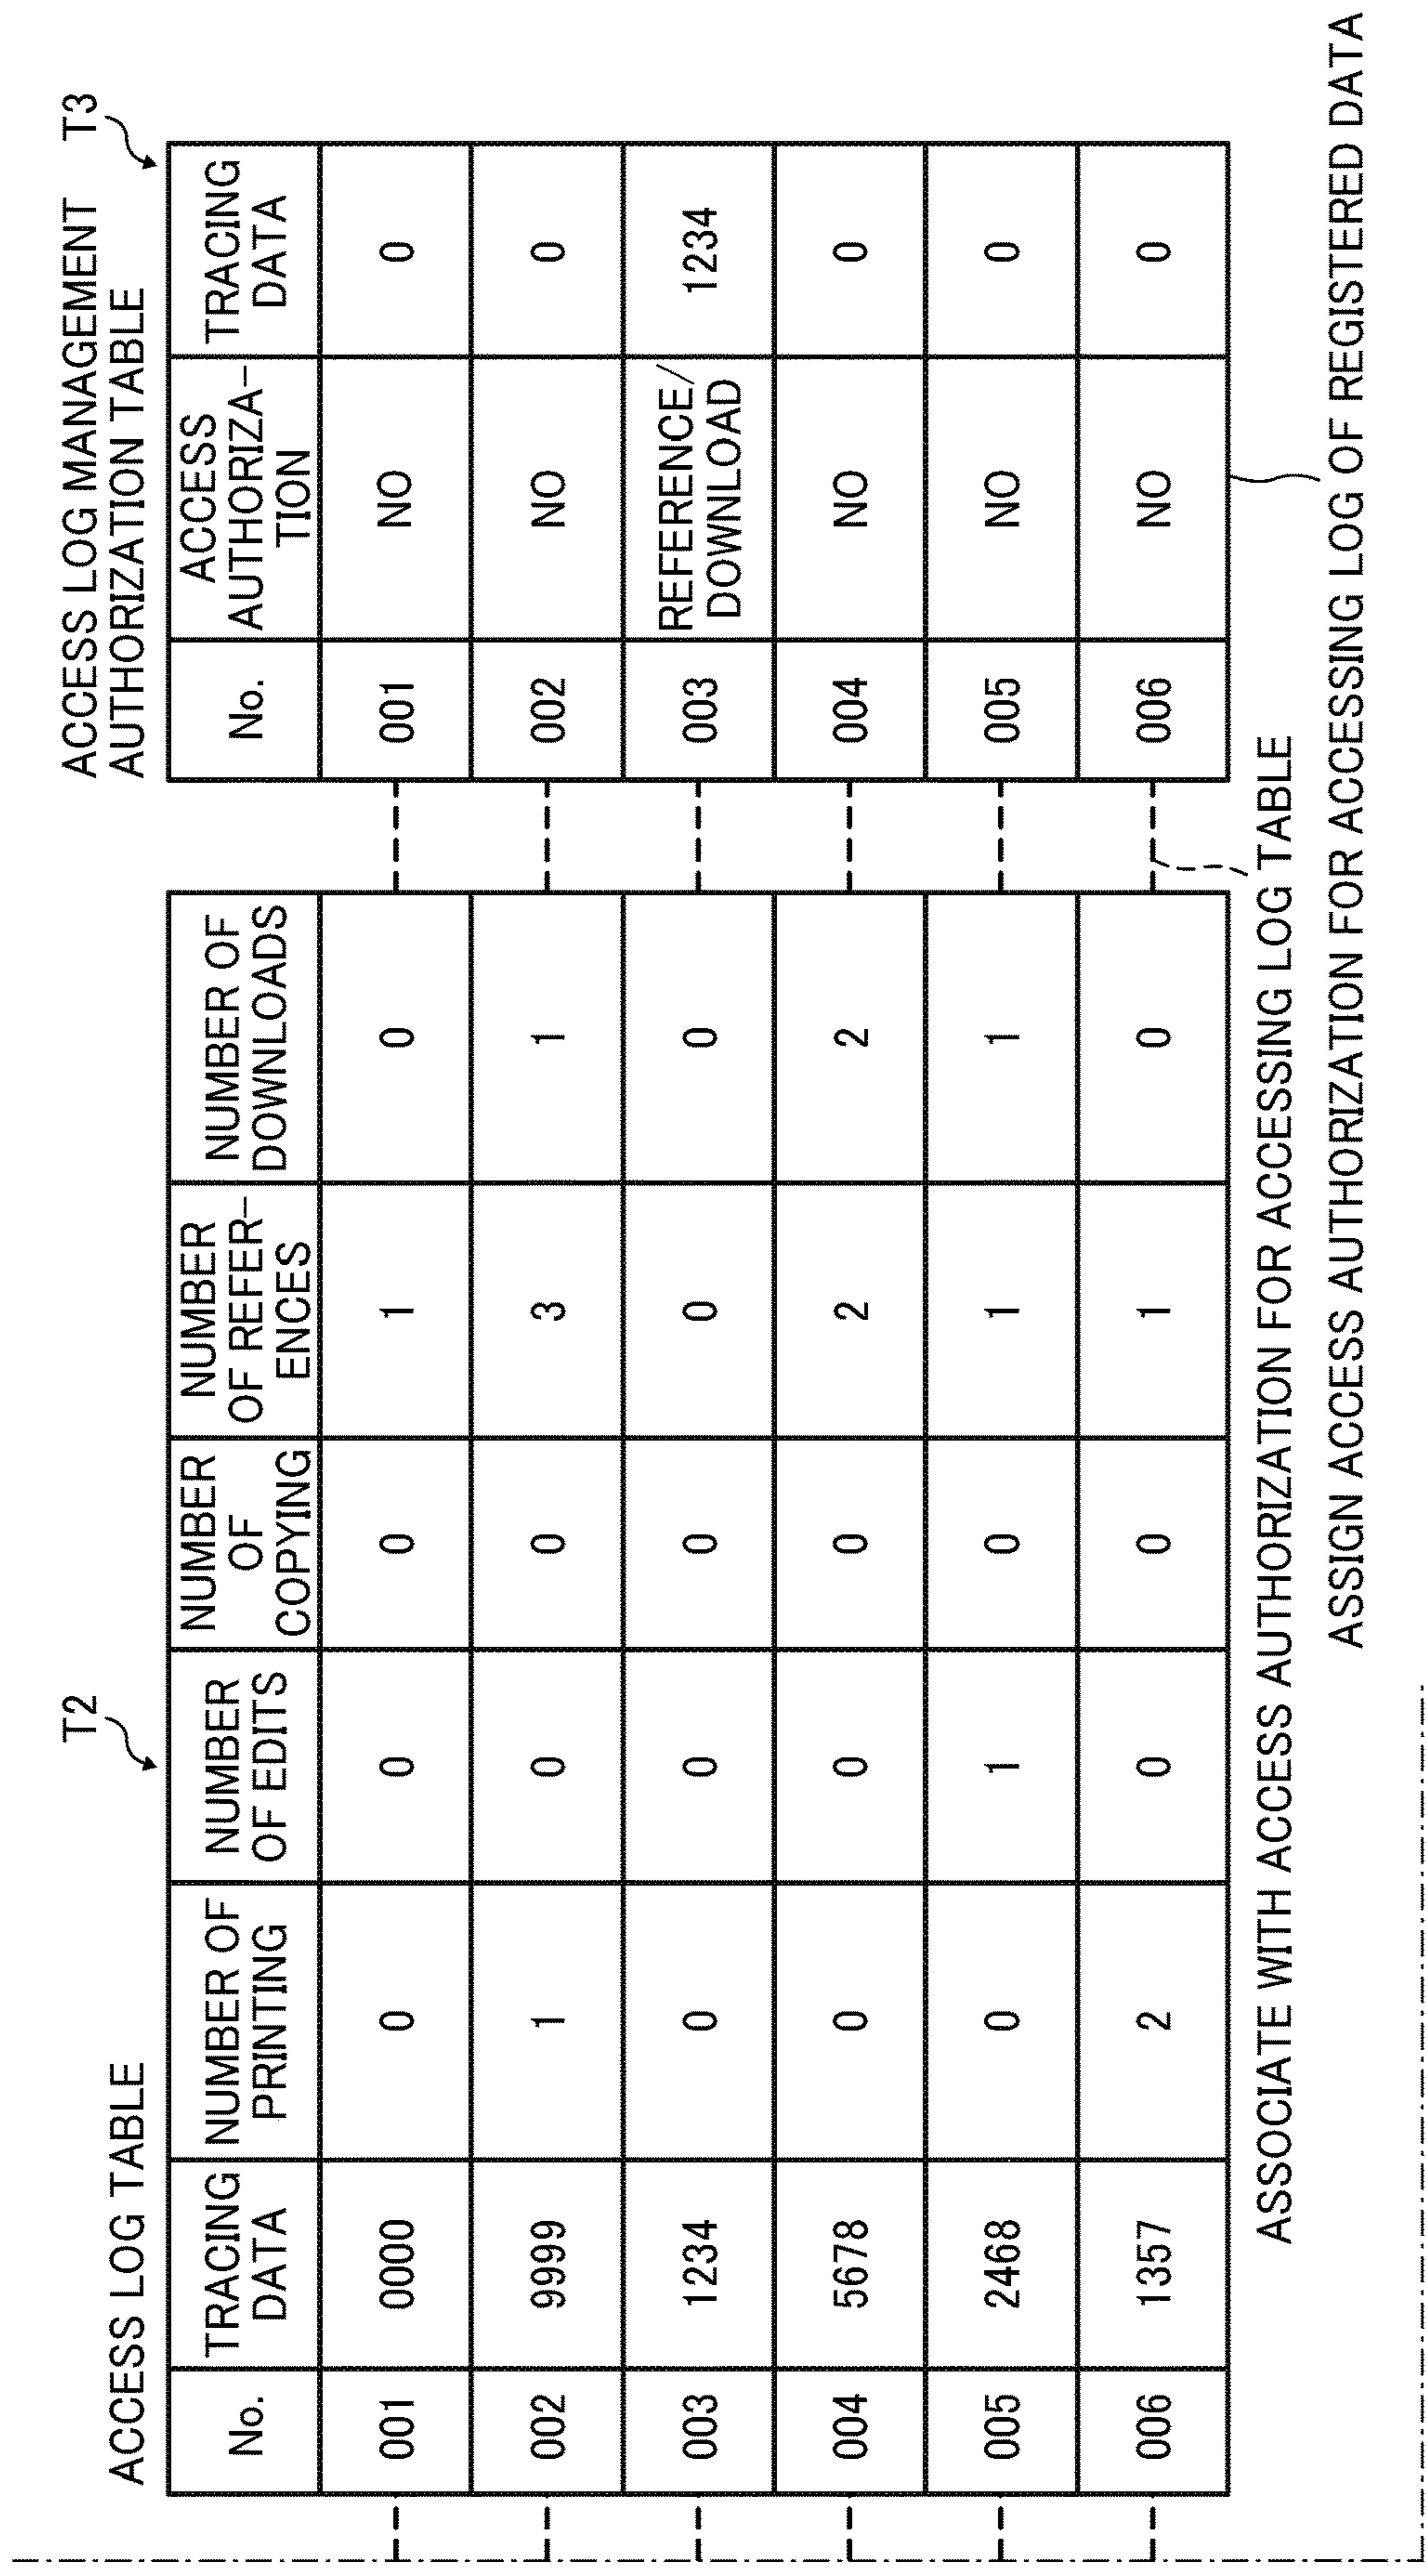 ACCESS LOG TABLE
T2
No.
TRACING
DATA
NUMBER OF
PRINTING
NUMBER
OF EDITS
NUMBER
OF
COPYING
NUMBER
OF REFER-
ENCES
NUMBER OF
DOWNLOADS
001 0000 0 0 0 1 0
002 9999 1 0 0 3 1
003 1234 0 0 0 0 0
004 5678 0 0 0 2 2
005 2468 0 1 0 1 1
006 1357 2 0 0 1 0
ACCESS LOG MANAGEMENT
AUTHORIZATION TABLE
T3
No.
ACCESS
AUTHORIZA-
TION
TRACING
DATA
001 NO 0
002 NO 0
003 REFERENCE/
DOWNLOAD 1234
004 NO 0
005 NO 0
006 NO 0
ASSOCIATE WITH ACCESS AUTHORIZATION FOR ACCESSING LOG TABLE
ASSIGN ACCESS AUTHORIZATION FOR ACCESSING LOG OF REGISTERED DATA